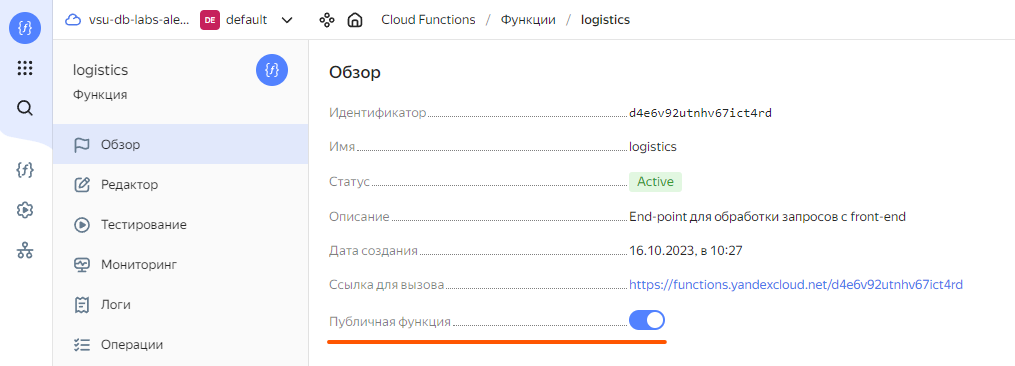 {ƒ} vsu-db-labs-ale... DE default Cloud Functions / Функции / logistics
logistics {ƒ}
Функция
Обзор
Редактор
Тестирование
Мониторинг
Логи
Операции
{ƒ}
Обзор
Идентификатор d4e6v92utnhv67ict4rd
Имя logistics
Статус Active
Описание End-point для обработки запросов с front-end
Дата создания 16.10.2023, в 10:27
Ссылка для вызова https://functions.yandexcloud.net/d4e6v92utnhv67ict4rd
Публичная функция